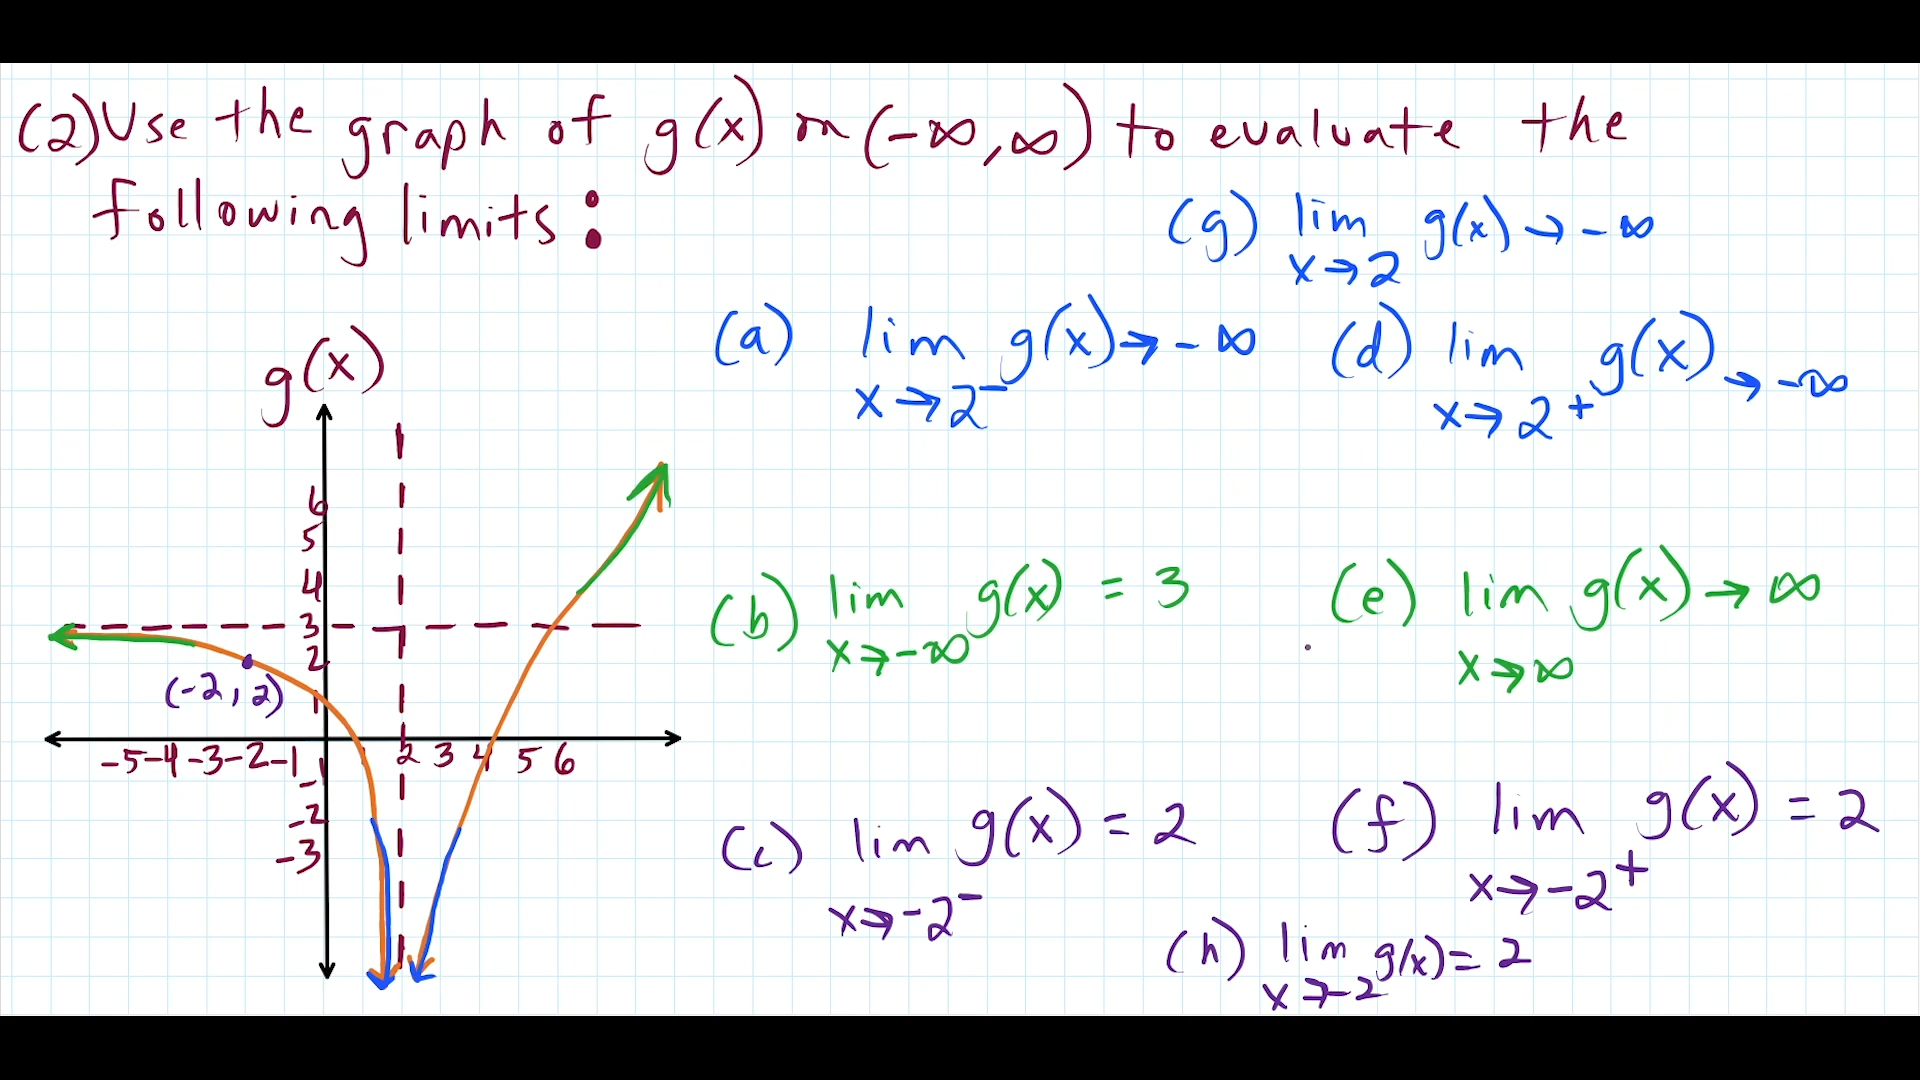 (2) Use the graph of g(x) on (-∞, ∞) to evaluate the
following limits:
(g) lim g(x) → -∞
x→2
(a) lim g(x) → -∞
x→2⁻
(d) lim g(x) → -∞
x→2⁺
g(x)
6
5
4
3
2
1
(-2, 2)
-5 -4 -3 -2 -1 1 2 3 4 5 6
-1
-2
-3
(b) lim g(x) = 3
x→-∞
(e) lim g(x) → ∞
x→∞
(c) lim g(x) = 2
x→-2⁻
(f) lim g(x) = 2
x→-2⁺
(h) lim g(x) = 2
x→-2